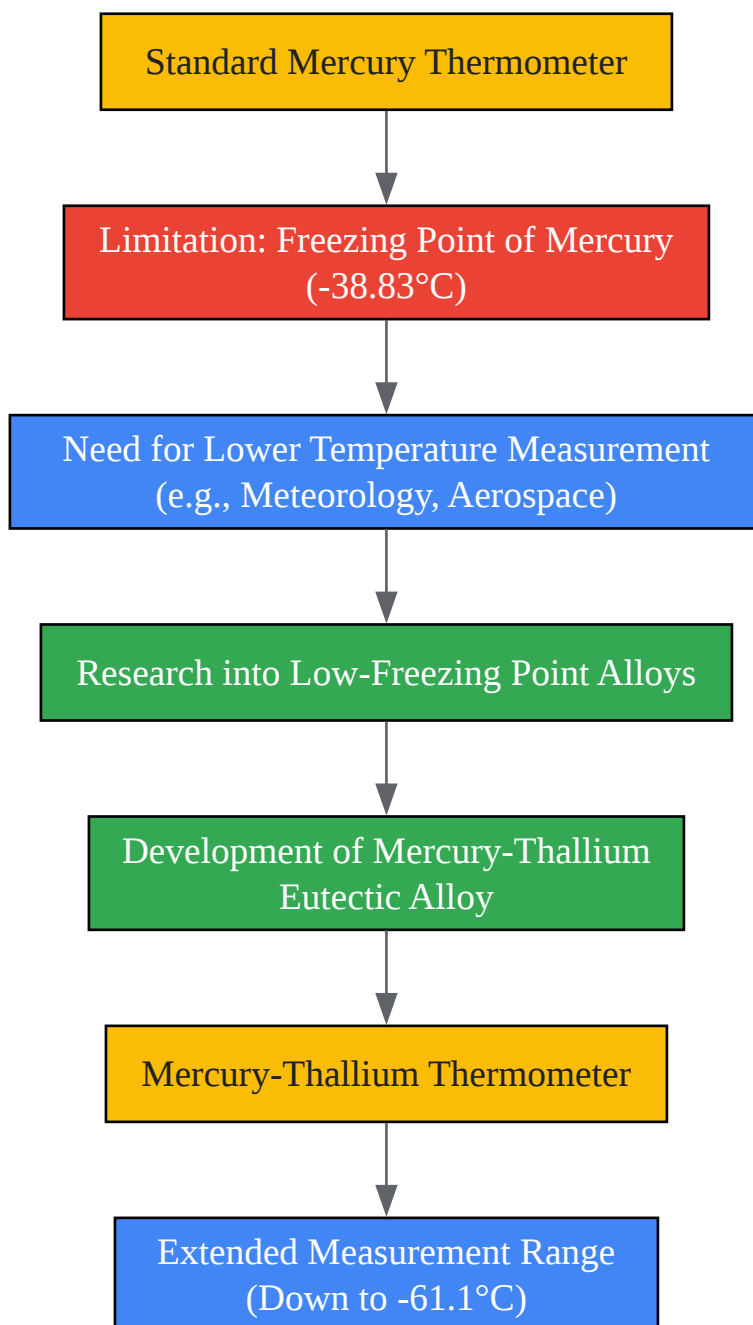 Standard Mercury Thermometer
Limitation: Freezing Point of Mercury
(-38.83°C)
Need for Lower Temperature Measurement
(e.g., Meteorology, Aerospace)
Research into Low-Freezing Point Alloys
Development of Mercury-Thallium
Eutectic Alloy
Mercury-Thallium Thermometer
Extended Measurement Range
(Down to -61.1°C)